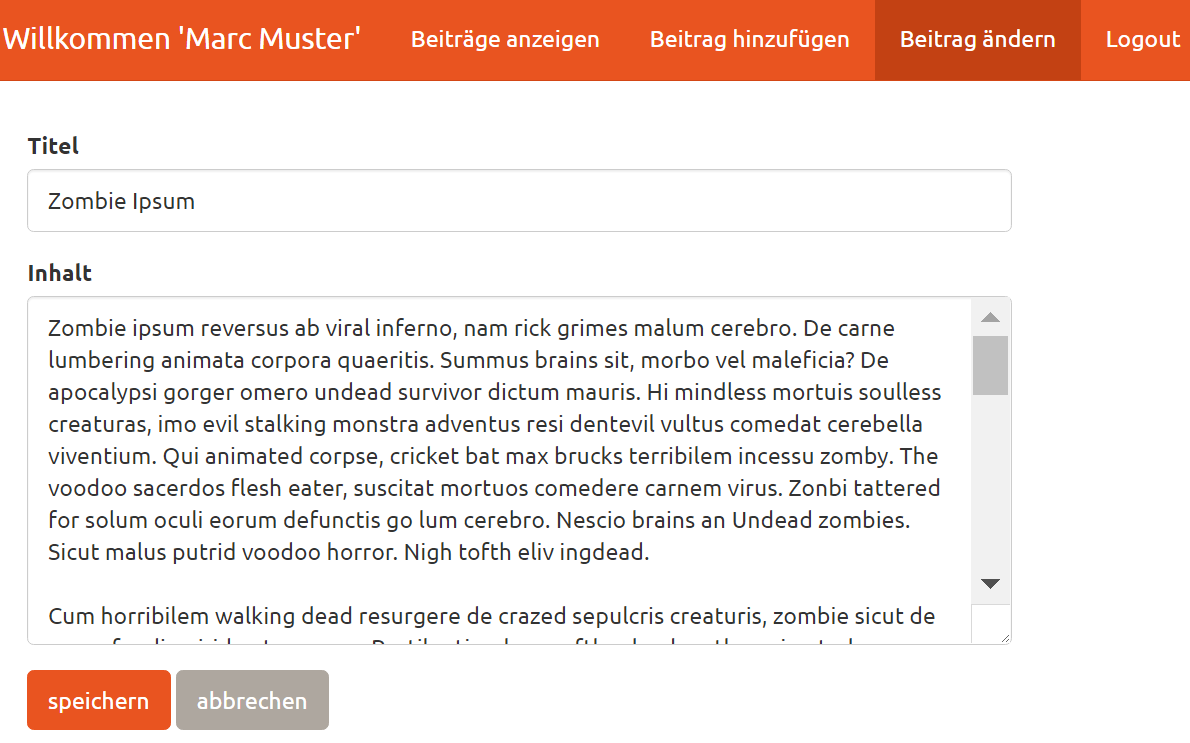 Willkommen 'Marc Muster' Beiträge anzeigen Beitrag hinzufügen Beitrag ändern Logout
Titel
Zombie Ipsum
Inhalt
Zombie ipsum reversus ab viral inferno, nam rick grimes malum cerebro. De carne
lumbering animata corpora quaeritis. Summus brains sit, morbo vel maleficia? De
apocalypsi gorger omero undead survivor dictum mauris. Hi mindless mortuis soulless
creaturas, imo evil stalking monstra adventus resi dentevil vultus comedat cerebella
viventium. Qui animated corpse, cricket bat max brucks terribilem incessu zomby. The
voodoo sacerdos flesh eater, suscitat mortuos comedere carnem virus. Zonbi tattered
for solum oculi eorum defunctis go lum cerebro. Nescio brains an Undead zombies.
Sicut malus putrid voodoo horror. Nigh tofth eliv ingdead.
Cum horribilem walking dead resurgere de crazed sepulcris creaturis, zombie sicut de
speichern abbrechen